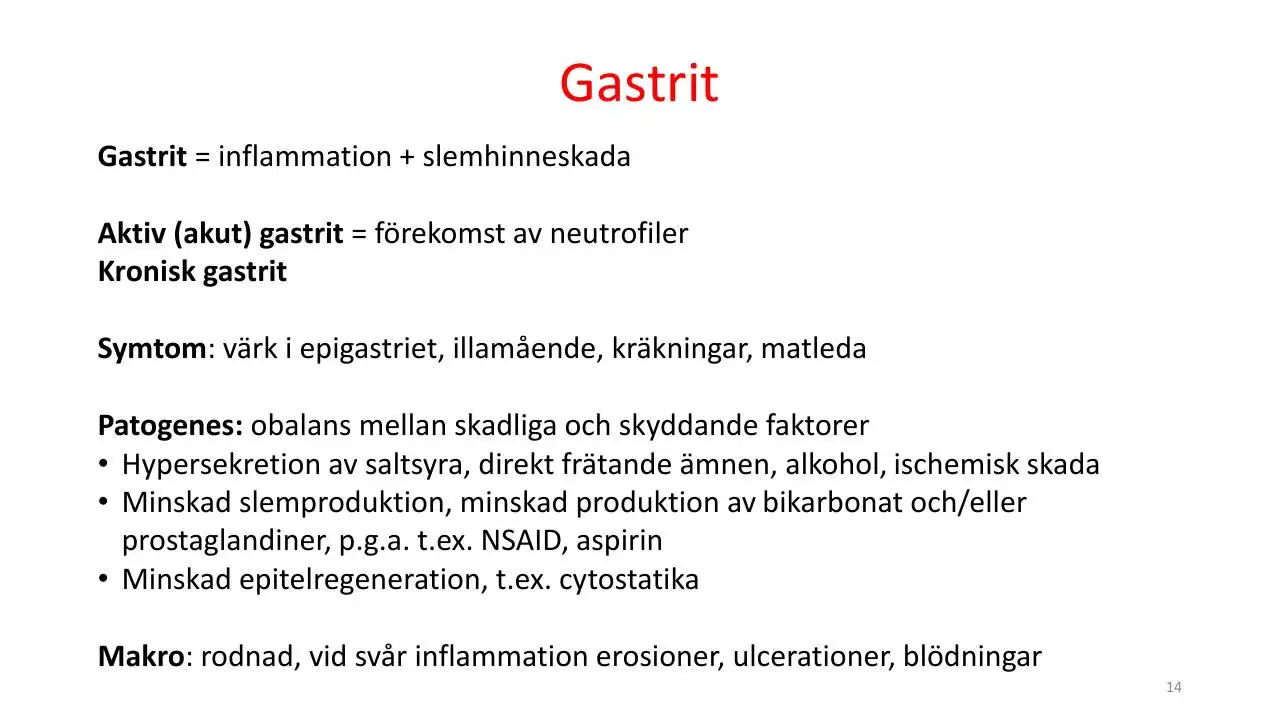 Gastrit
Gastrit = inflammation + slemhinneskada
Aktiv (akut) gastrit = förekomst av neutrofiler
Kronisk gastrit
Symtom: värk i epigastriet, illamående, kräkningar, matleda
Patogenes: obalans mellan skadliga och skyddande faktorer
• Hypersekretion av saltsyra, direkt frätande ämnen, alkohol, ischemisk skada
• Minskad slemproduktion, minskad produktion av bikarbonat och/eller
prostaglandiner, p.g.a. t.ex. NSAID, aspirin
• Minskad epitelregeneration, t.ex. cytostatika
Makro: rodnad, vid svår inflammation erosioner, ulcerationer, blödningar
14